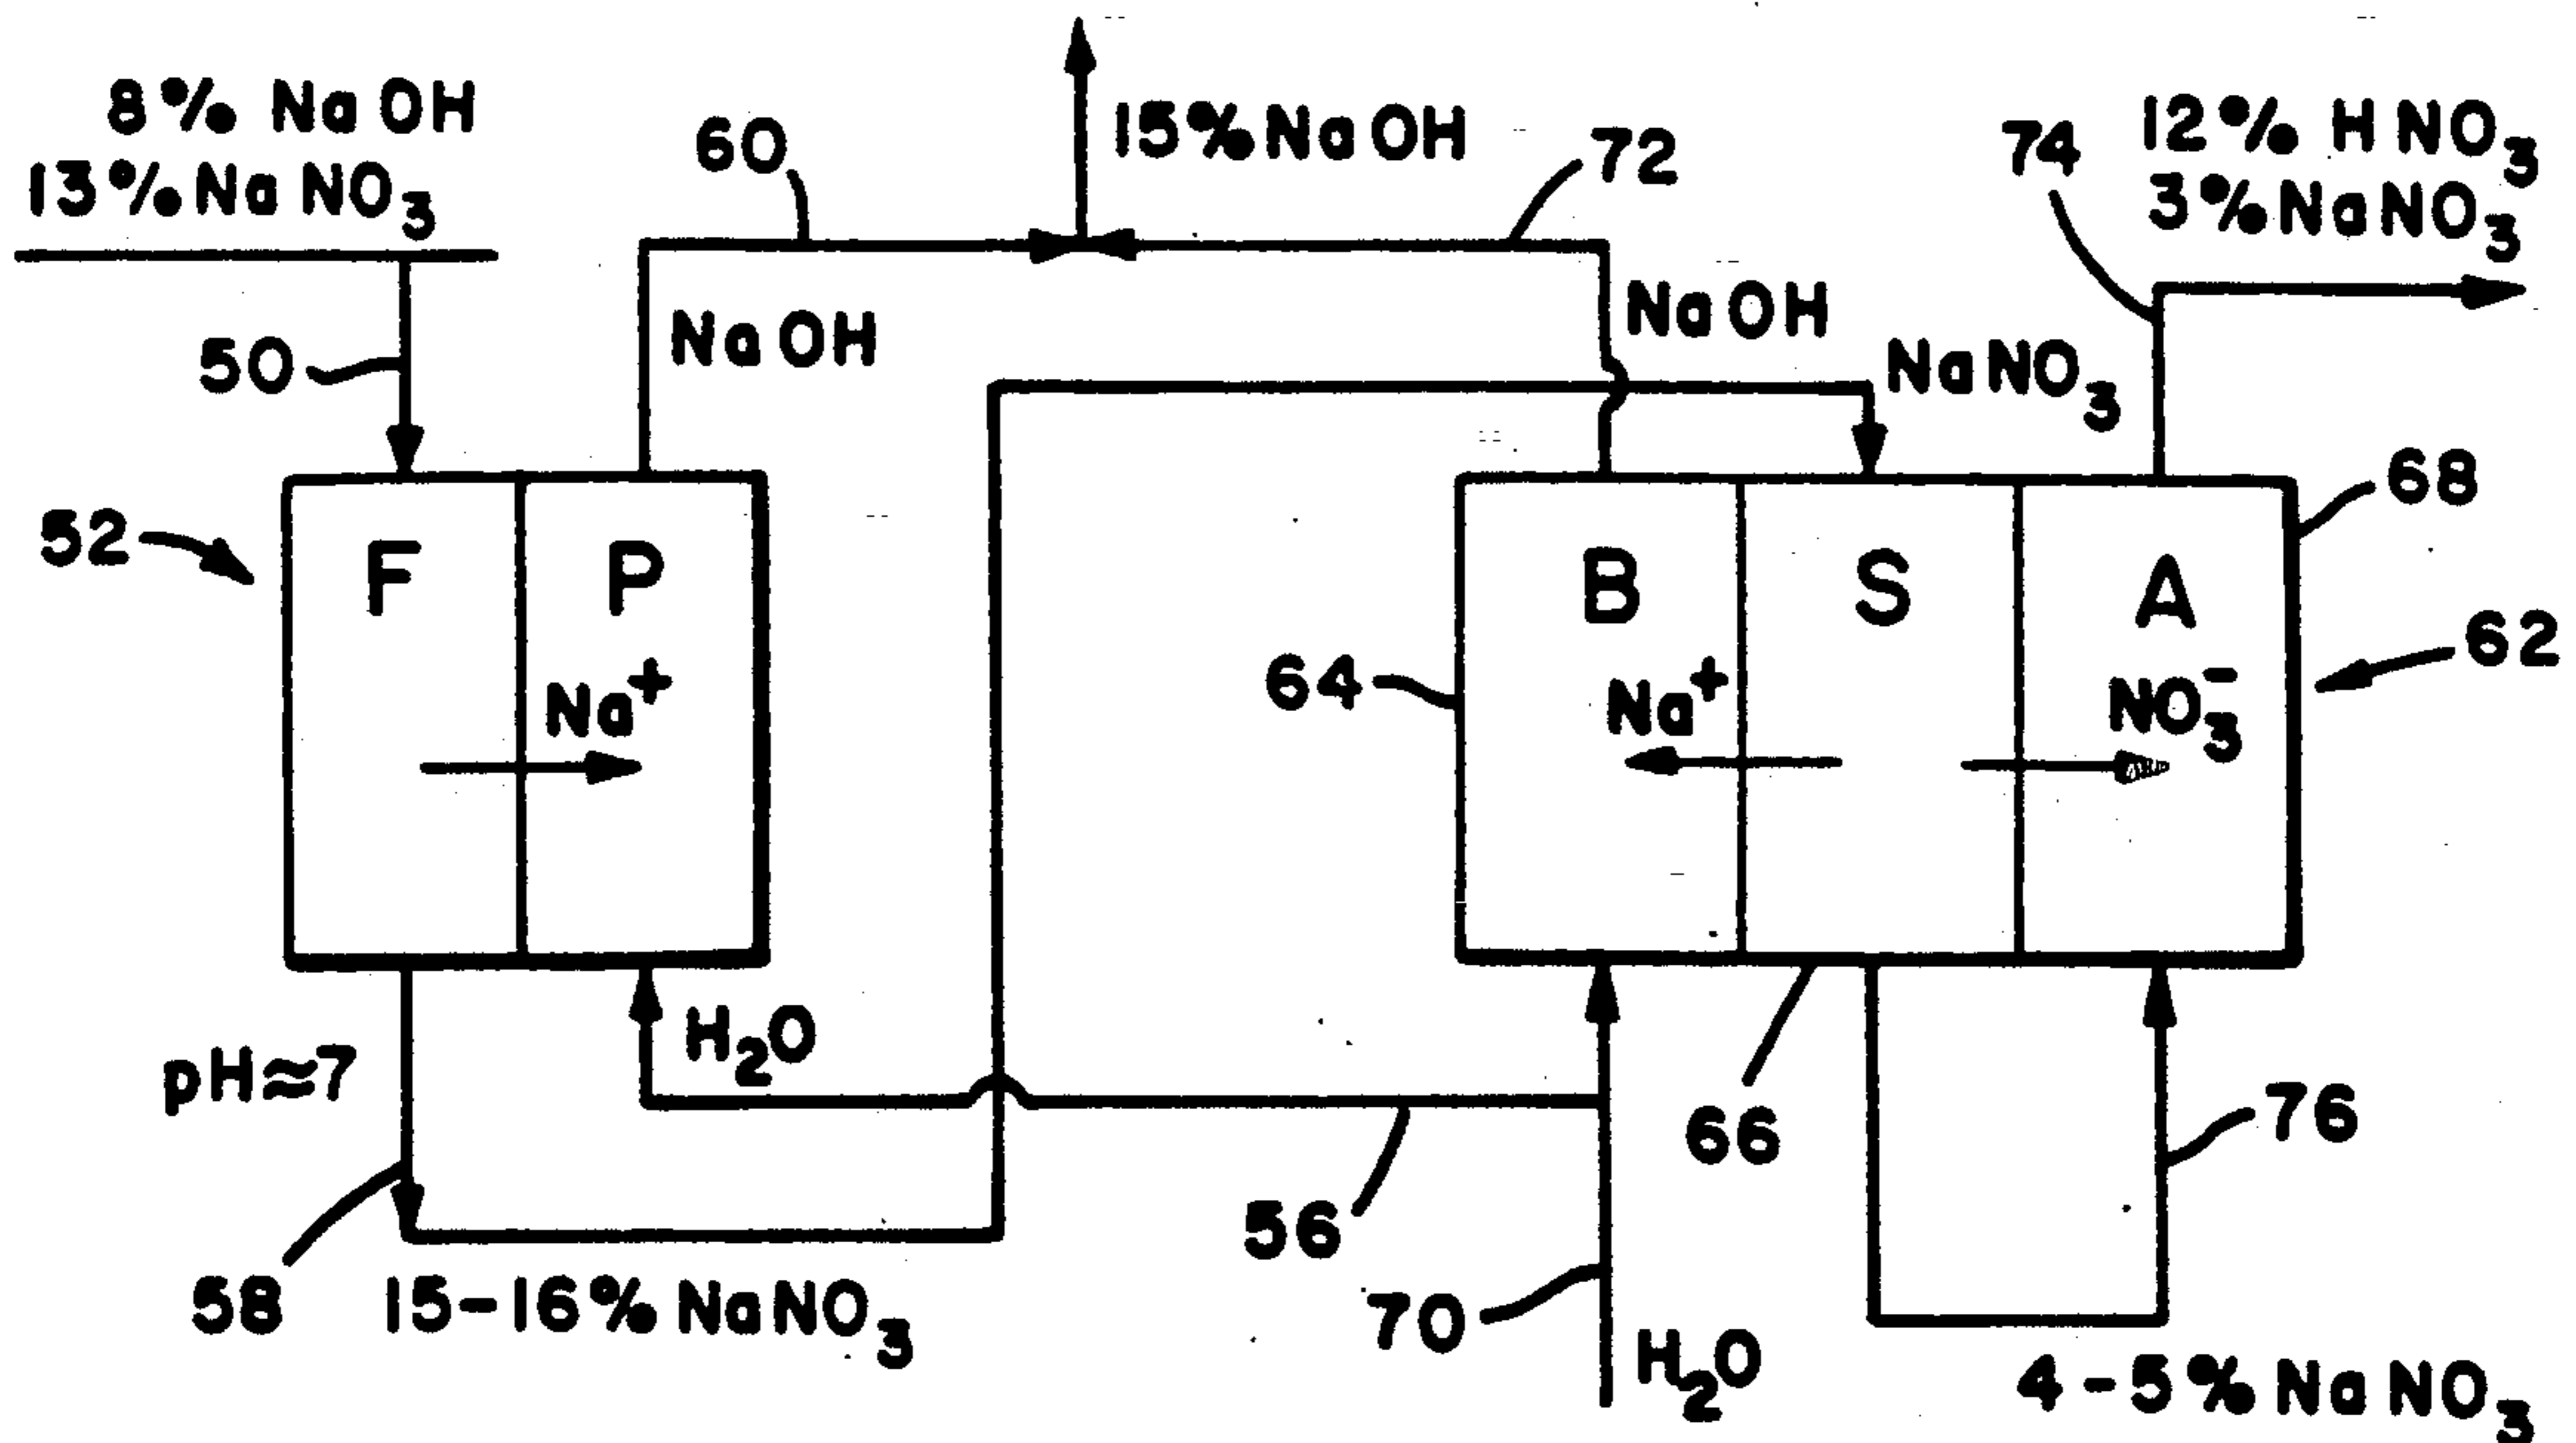 8% NaOH
13% NaNO3
60
15% NaOH
72
74
12% HNO3
3% NaNO3
50
NaOH
NaOH
NaNO3
68
52
F
P
B
S
A
62
64
Na+
Na+
NO3-
pH≈7
H2O
66
76
56
58
15-16% NaNO3
70
H2O
4-5% NaNO3